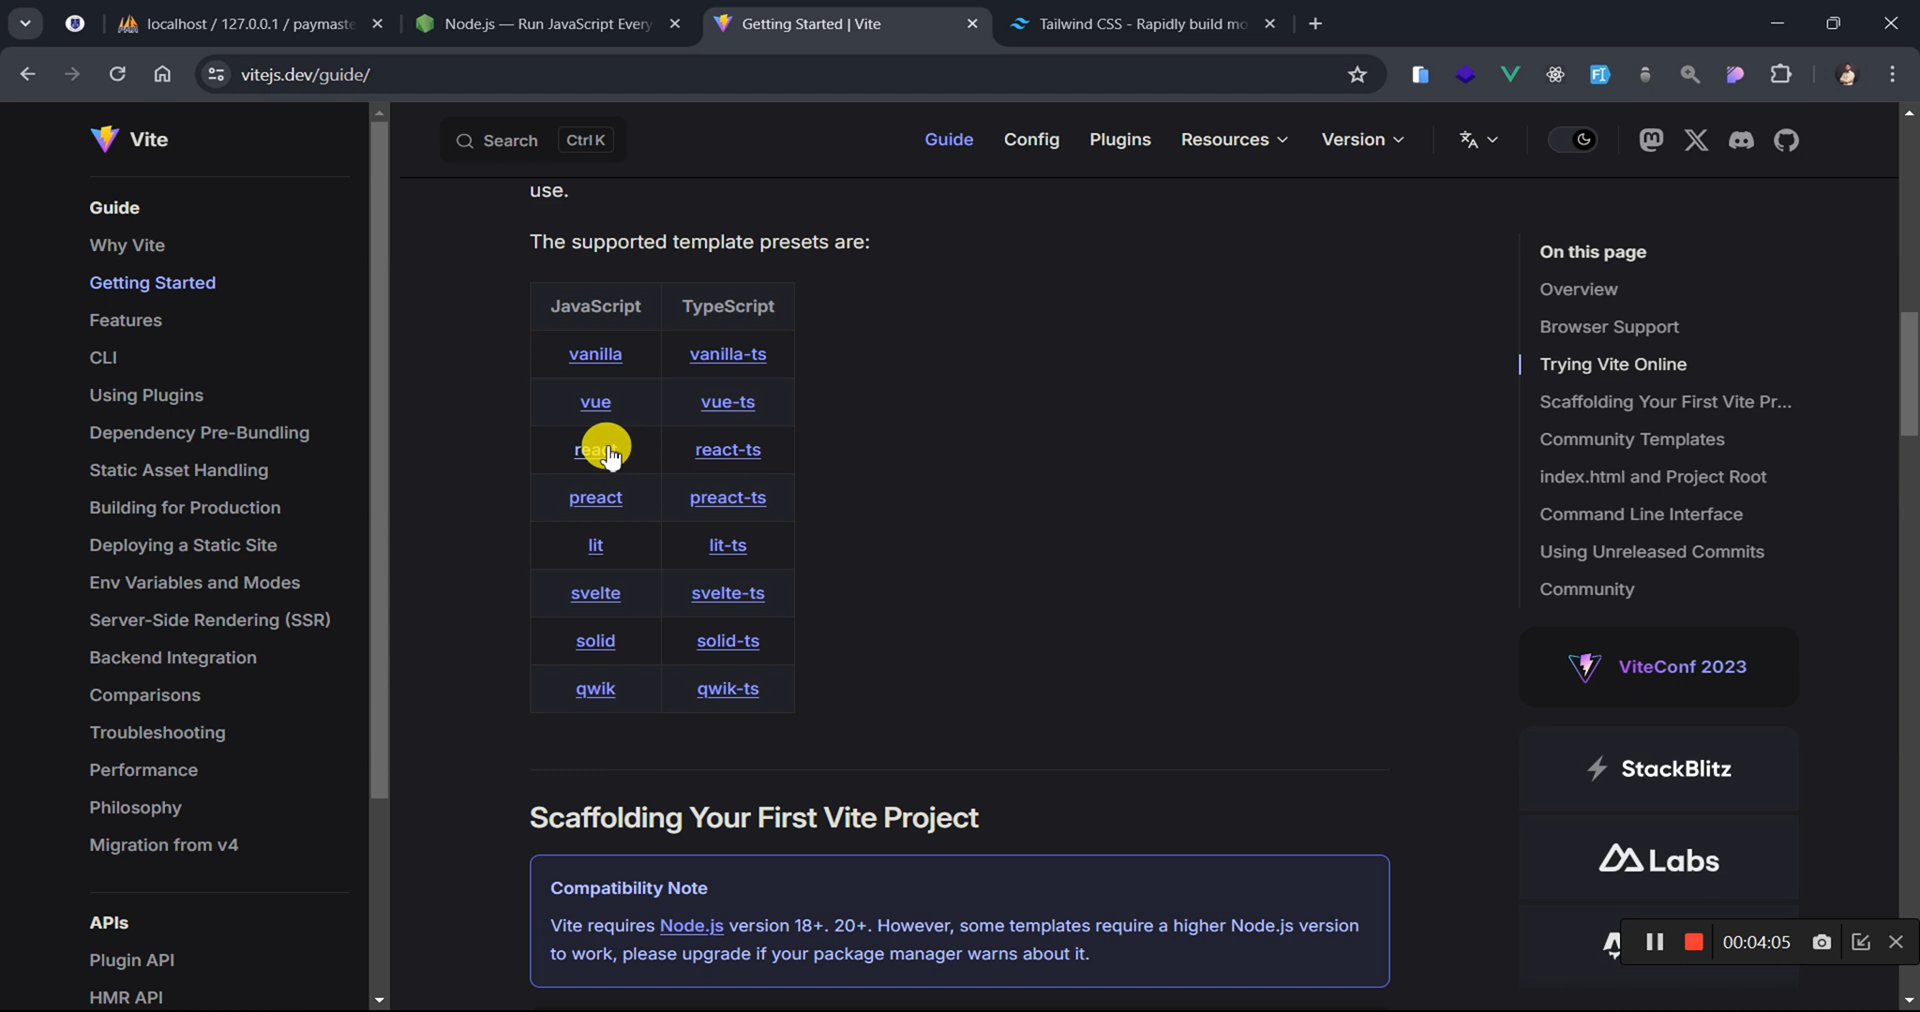 localhost / 127.0.0.1 / paymaste
Node.js — Run JavaScript Every
Getting Started | Vite
Tailwind CSS - Rapidly build mo
vitejs.dev/guide/
Vite
Search Ctrl K
Guide Config Plugins Resources Version
Guide
Why Vite
Getting Started
Features
CLI
Using Plugins
Dependency Pre-Bundling
Static Asset Handling
Building for Production
Deploying a Static Site
Env Variables and Modes
Server-Side Rendering (SSR)
Backend Integration
Comparisons
Troubleshooting
Performance
Philosophy
Migration from v4
APIs
Plugin API
HMR API
use.
The supported template presets are:
JavaScript TypeScript
vanilla vanilla-ts
vue vue-ts
react react-ts
preact preact-ts
lit lit-ts
svelte svelte-ts
solid solid-ts
qwik qwik-ts
Scaffolding Your First Vite Project
Compatibility Note
Vite requires Node.js version 18+. 20+. However, some templates require a higher Node.js version
to work, please upgrade if your package manager warns about it.
On this page
Overview
Browser Support
Trying Vite Online
Scaffolding Your First Vite Pr...
Community Templates
index.html and Project Root
Command Line Interface
Using Unreleased Commits
Community
ViteConf 2023
StackBlitz
Labs
00:04:05